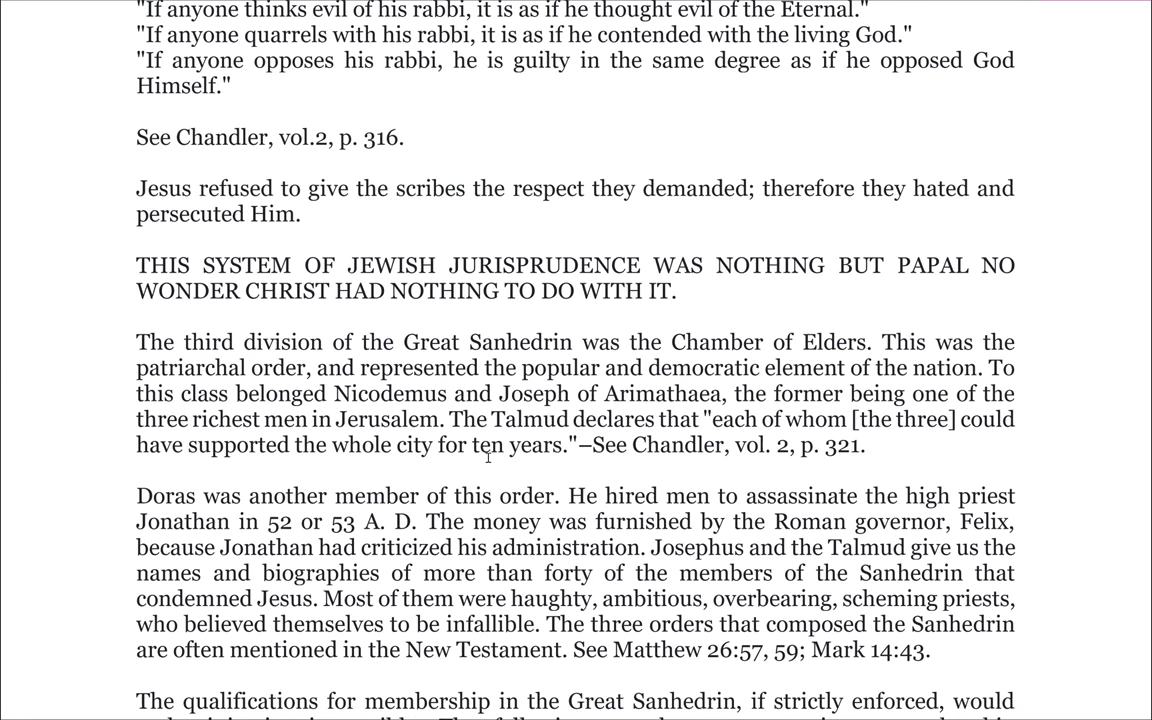 "If anyone thinks evil of his rabbi, it is as if he thought evil of the Eternal."
"If anyone quarrels with his rabbi, it is as if he contended with the living God."
"If anyone opposes his rabbi, he is guilty in the same degree as if he opposed God
Himself."
See Chandler, vol.2, p. 316.
Jesus refused to give the scribes the respect they demanded; therefore they hated and
persecuted Him.
THIS SYSTEM OF JEWISH JURISPRUDENCE WAS NOTHING BUT PAPAL NO
WONDER CHRIST HAD NOTHING TO DO WITH IT.
The third division of the Great Sanhedrin was the Chamber of Elders. This was the
patriarchal order, and represented the popular and democratic element of the nation. To
this class belonged Nicodemus and Joseph of Arimathaea, the former being one of the
three richest men in Jerusalem. The Talmud declares that "each of whom [the three] could
have supported the whole city for ten years."–See Chandler, vol. 2, p. 321.
Doras was another member of this order. He hired men to assassinate the high priest
Jonathan in 52 or 53 A. D. The money was furnished by the Roman governor, Felix,
because Jonathan had criticized his administration. Josephus and the Talmud give us the
names and biographies of more than forty of the members of the Sanhedrin that
condemned Jesus. Most of them were haughty, ambitious, overbearing, scheming priests,
who believed themselves to be infallible. The three orders that composed the Sanhedrin
are often mentioned in the New Testament. See Matthew 26:57, 59; Mark 14:43.
The qualifications for membership in the Great Sanhedrin, if strictly enforced, would